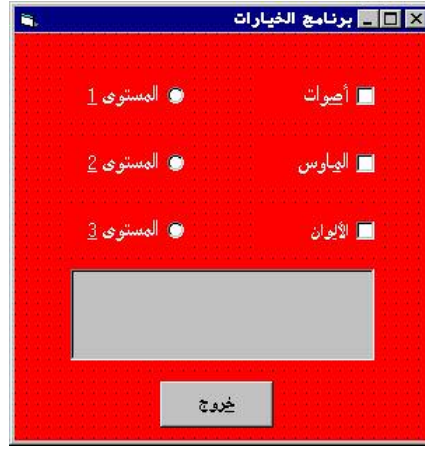 برنامج الخيارات
أصوات
المستوى 1
الماوس
المستوى 2
الألوان
المستوى 3
خروج